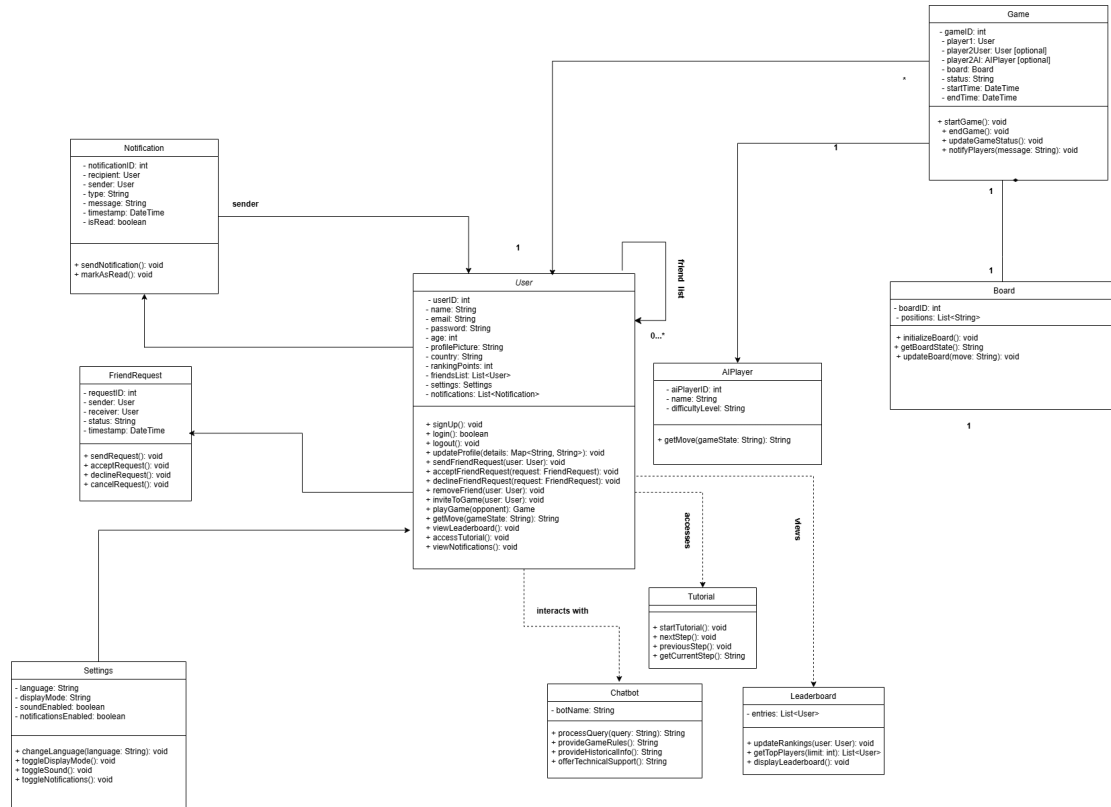 Game
- gameID: int
- player1: User
- player2User: User [optional]
- player2AI: AIPlayer [optional]
- board: Board
- status: String
- startTime: DateTime
- endTime: DateTime
+ startGame(): void
+ endGame(): void
+ updateGameStatus(): void
+ notifyPlayers(message: String): void
*
1
1
1
Notification
- notificationID: int
- recipient: User
- sender: User
- type: String
- message: String
- timestamp: DateTime
- isRead: boolean
+ sendNotification(): void
+ markAsRead(): void
sender
1
friend list
0...*
User
- userID: int
- name: String
- email: String
- password: String
- age: int
- profilePicture: String
- country: String
- rankingPoints: int
- friendsList: List<User>
- settings: Settings
- notifications: List<Notification>
+ signUp(): void
+ login(): boolean
+ logout(): void
+ updateProfile(details: Map<String, String>): void
+ sendFriendRequest(user: User): void
+ acceptFriendRequest(request: FriendRequest): void
+ declineFriendRequest(request: FriendRequest): void
+ removeFriend(user: User): void
+ inviteToGame(user: User): void
+ playGame(opponent): Game
+ getMove(gameState: String): String
+ viewLeaderboard(): void
+ accessTutorial(): void
+ viewNotifications(): void
Board
- boardID: int
- positions: List<String>
+ initializeBoard(): void
+ getBoardState(): String
+ updateBoard(move: String): void
1
AIPlayer
- aiPlayerID: int
- name: String
- difficultyLevel: String
+ getMove(gameState: String): String
FriendRequest
- requestID: int
- sender: User
- receiver: User
- status: String
- timestamp: DateTime
+ sendRequest(): void
+ acceptRequest(): void
+ declineRequest(): void
+ cancelRequest(): void
accesses
views
interacts with
Tutorial
+ startTutorial(): void
+ nextStep(): void
+ previousStep(): void
+ getCurrentStep(): String
Settings
- language: String
- displayMode: String
- soundEnabled: boolean
- notificationsEnabled: boolean
+ changeLanguage(language: String): void
+ toggleDisplayMode(): void
+ toggleSound(): void
+ toggleNotifications(): void
Chatbot
- botName: String
+ processQuery(query: String): String
+ provideGameRules(): String
+ provideHistoricalInfo(): String
+ offerTechnicalSupport(): String
Leaderboard
- entries: List<User>
+ updateRankings(user: User): void
+ getTopPlayers(limit: int): List<User>
+ displayLeaderboard(): void